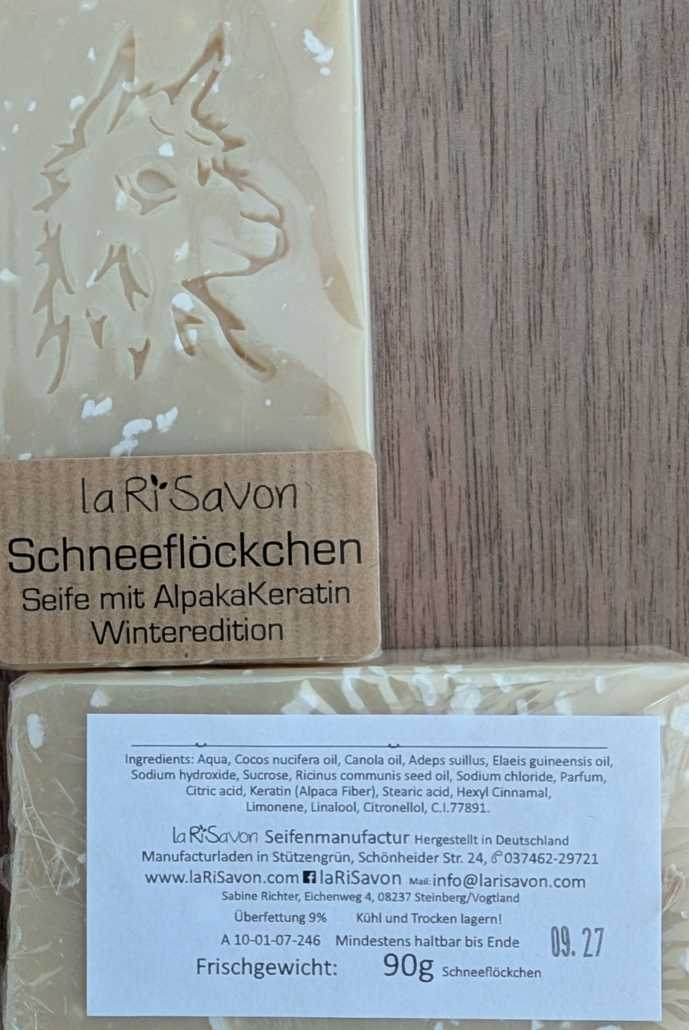 laRiSavon
Schneeflöckchen
Seife mit AlpakaKeratin
Winteredition
Ingredients: Aqua, Cocos nucifera oil, Canola oil, Adeps suillus, Elaeis guineensis oil,
Sodium hydroxide, Sucrose, Ricinus communis seed oil, Sodium chloride, Parfum,
Citric acid, Keratin (Alpaca Fiber), Stearic acid, Hexyl Cinnamal,
Limonene, Linalool, Citronellol, C.I.77891.
laRiSavon Seifenmanufactur Hergestellt in Deutschland
Manufacturladen in Stützengrün, Schönheider Str. 24, ✆037462-29721
www.laRiSavon.com f laRiSavon Mail: info@larisavon.com
Sabine Richter, Eichenweg 4, 08237 Steinberg/Vogtland
Überfettung 9% Kühl und Trocken lagern!
A 10-01-07-246 Mindestens haltbar bis Ende 09.27
Frischgewicht: 90g Schneeflöckchen